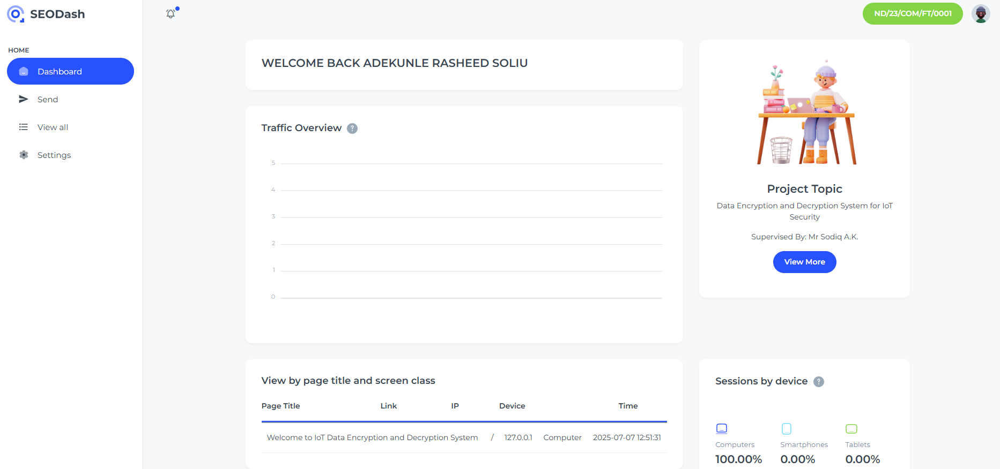 SEODash
ND/23/COM/FT/0001
HOME
Dashboard
Send
View all
Settings
WELCOME BACK ADEKUNLE RASHEED SOLIU
Traffic Overview ?
5
4
3
2
1
0
Project Topic
Data Encryption and Decryption System for IoT
Security
Supervised By: Mr Sodiq A.K.
View More
View by page title and screen class
Page Title Link IP Device Time
Welcome to IoT Data Encryption and Decryption System / 127.0.0.1 Computer 2025-07-07 12:51:31
Sessions by device ?
Computers Smartphones Tablets
100.00% 0.00% 0.00%